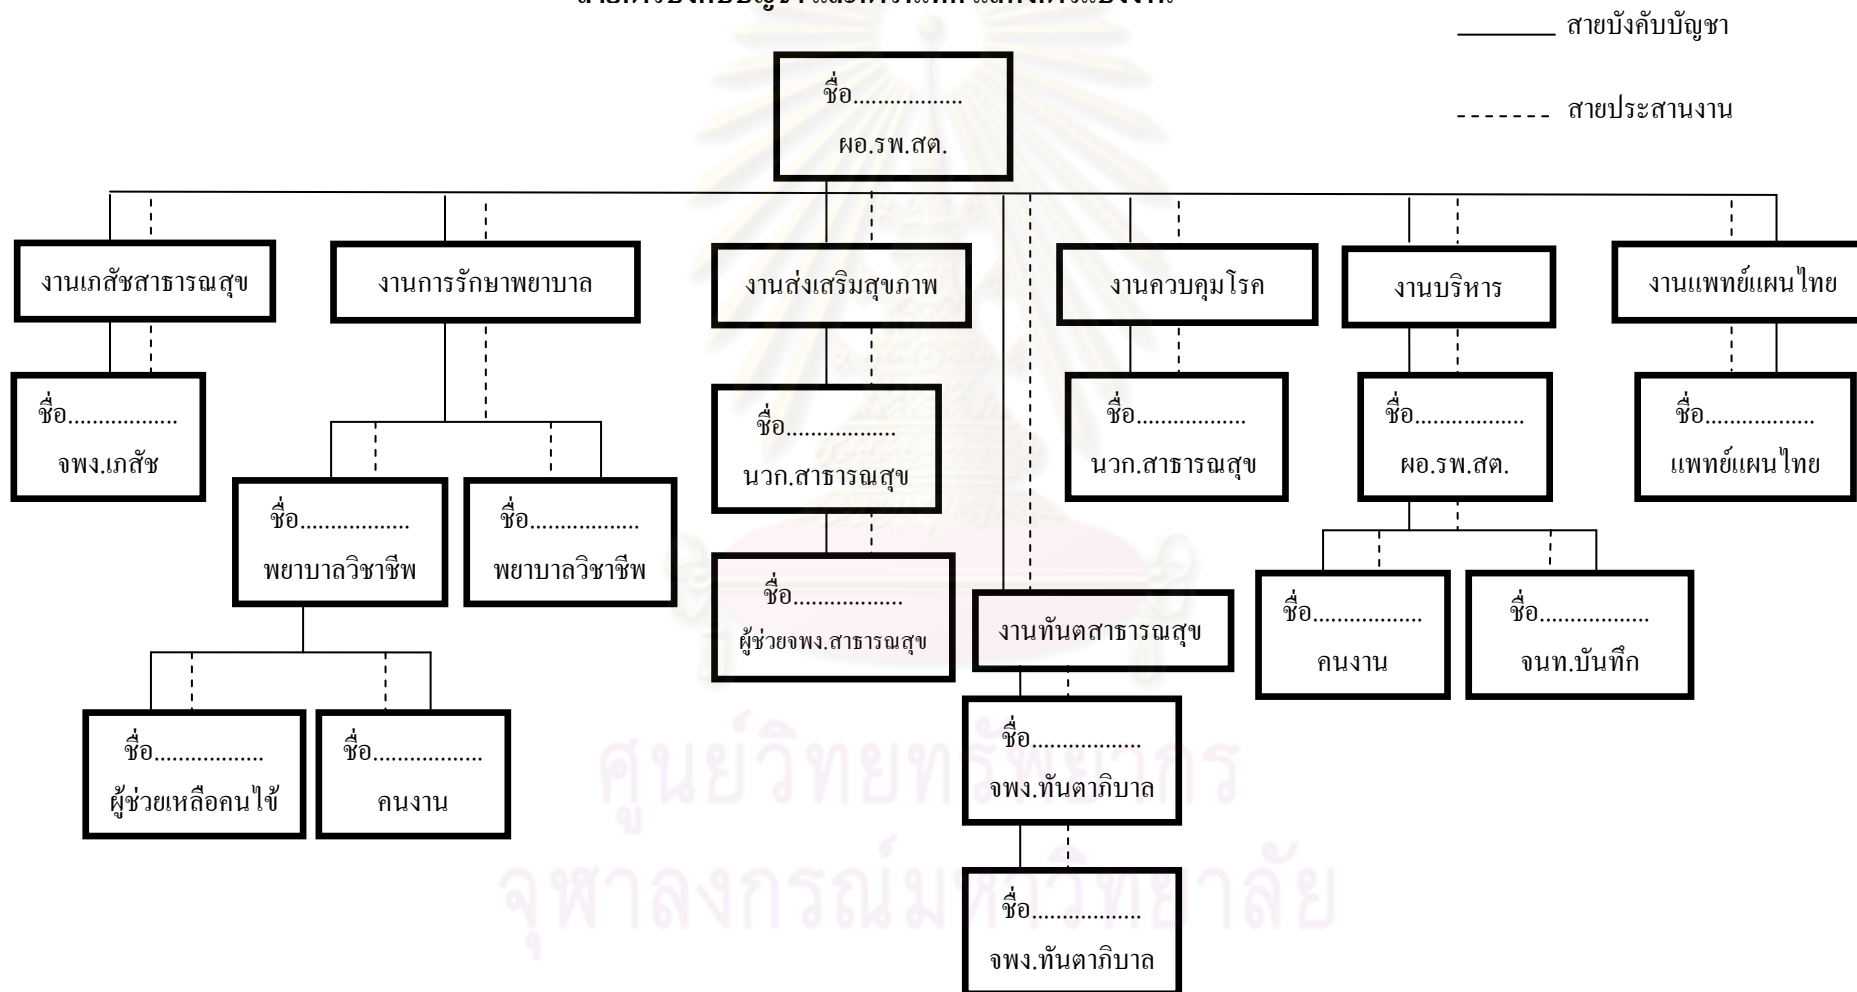 สายบังคับบัญชา
ชื่อ..................
ผอ.รพ.สต.
สายประสานงาน
งานเภสัชสาธารณสุข
งานการรักษาพยาบาล
งานส่งเสริมสุขภาพ
งานควบคุมโรค
งานบริหาร
งานแพทย์แผนไทย
ชื่อ..................
จพง.เภสัช
ชื่อ..................
นวก.สาธารณสุข
ชื่อ..................
นวก.สาธารณสุข
ชื่อ..................
ผอ.รพ.สต.
ชื่อ..................
แพทย์แผนไทย
ชื่อ..................
พยาบาลวิชาชีพ
ชื่อ..................
พยาบาลวิชาชีพ
ชื่อ..................
ผู้ช่วยจพง.สาธารณสุข
งานทันตสาธารณสุข
ชื่อ..................
คนงาน
ชื่อ..................
จนท.บันทึก
ชื่อ..................
ผู้ช่วยเหลือคนไข้
ชื่อ..................
คนงาน
ชื่อ..................
จพง.ทันตาภิบาล
ชื่อ..................
จพง.ทันตาภิบาล
ศูนย์วิทยทรัพยากร
จุฬาลงกรณ์มหาวิทยาลัย